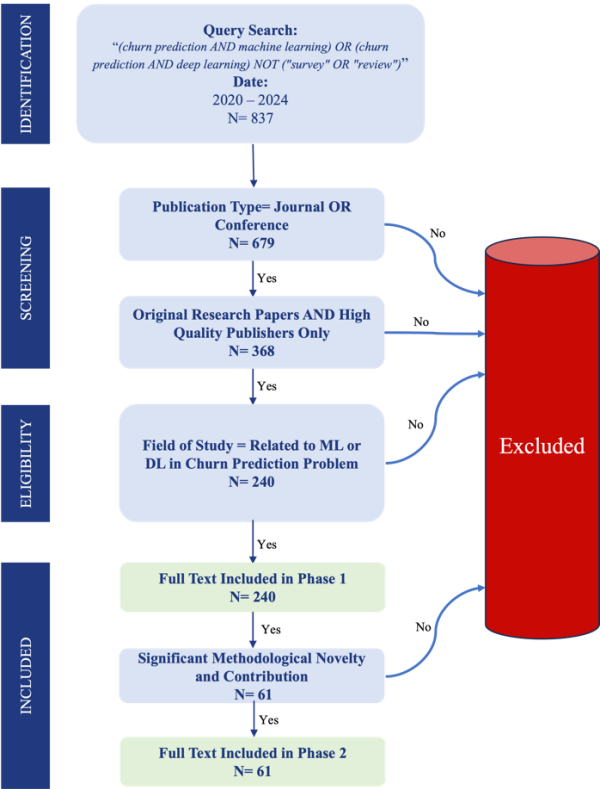 IDENTIFICATION
Query Search:
“(churn prediction AND machine learning) OR (churn
prediction AND deep learning) NOT ("survey" OR "review")”
Date:
2020 – 2024
N= 837
SCREENING
Publication Type= Journal OR
Conference
N= 679
No
Yes
Original Research Papers AND High
Quality Publishers Only
N= 368
No
Yes
ELIGIBILITY
Field of Study = Related to ML or
DL in Churn Prediction Problem
N= 240
No
Yes
Excluded
INCLUDED
Full Text Included in Phase 1
N= 240
Yes
Significant Methodological Novelty
and Contribution
N= 61
No
Yes
Full Text Included in Phase 2
N= 61